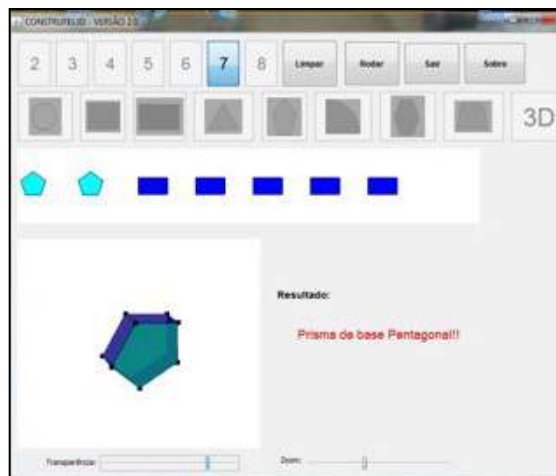 CONSTRUFELJD - VERSÃO 2.0
2 3 4 5 6 7 8 Limpar Rodar Sair Sobre
3D
Resultado:
Prisma de base Pentagonal!!
Transparência: Zoom: